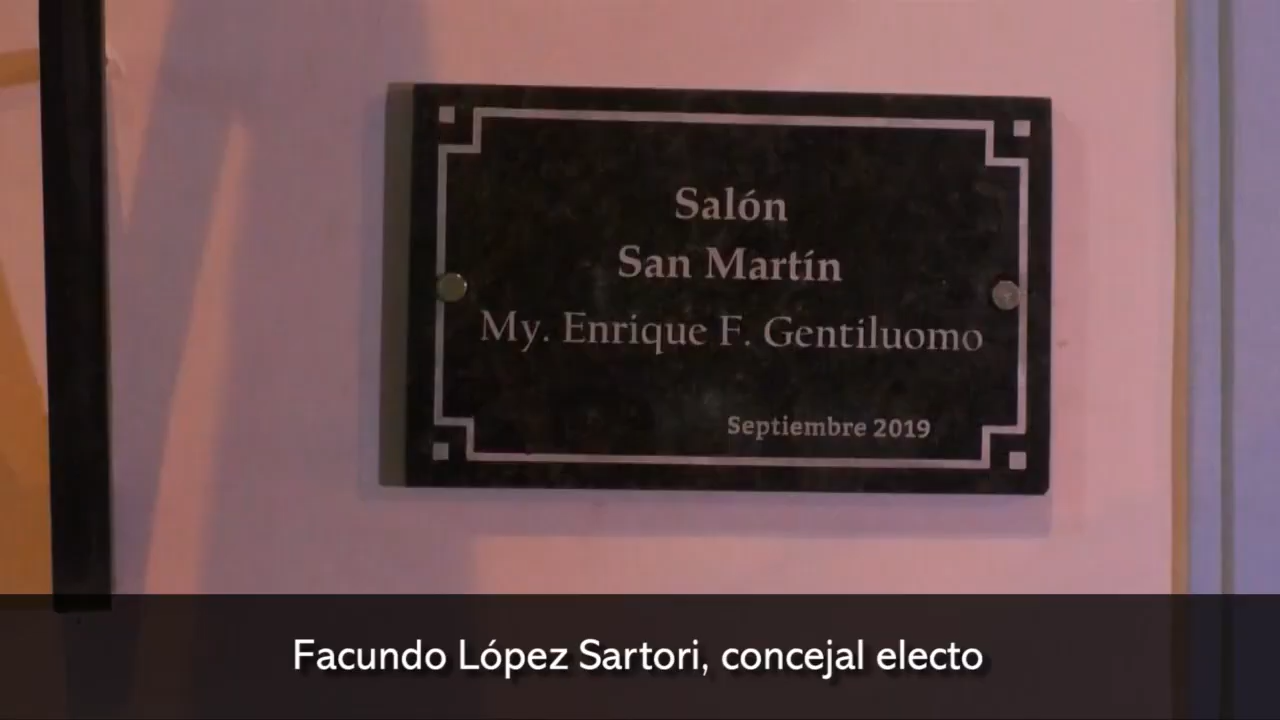 Salón
San Martín
My. Enrique F. Gentiluomo
Septiembre 2019
Facundo López Sartori, concejal electo